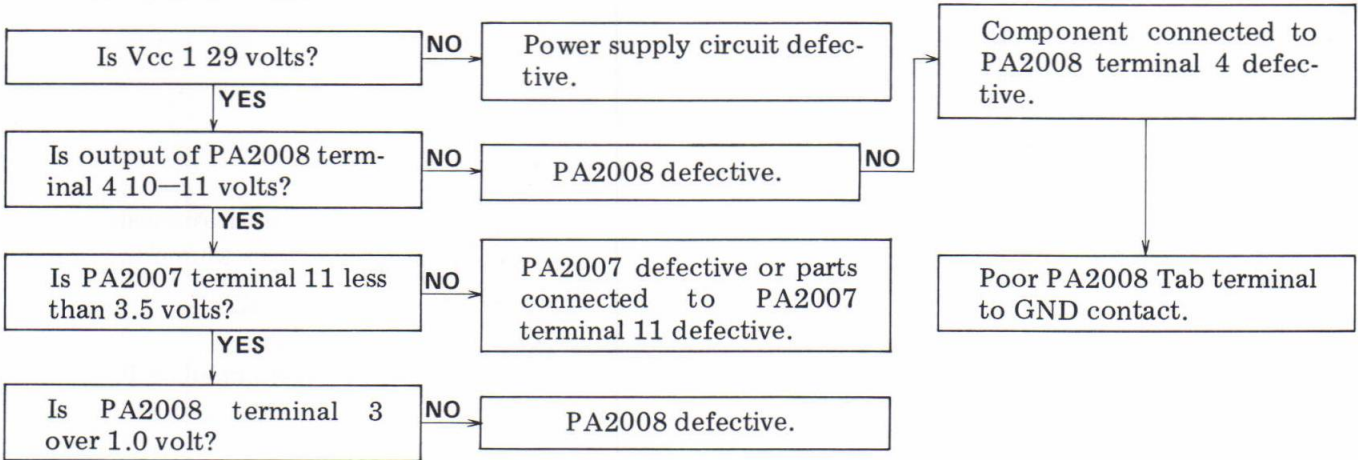 Is Vcc 1 29 volts?
NO
Power supply circuit defec-
tive.
Component connected to
PA2008 terminal 4 defec-
tive.
YES
Is output of PA2008 term-
inal 4 10—11 volts?
NO
PA2008 defective.
NO
YES
Is PA2007 terminal 11 less
than 3.5 volts?
NO
PA2007 defective or parts
connected to PA2007
terminal 11 defective.
Poor PA2008 Tab terminal
to GND contact.
YES
Is PA2008 terminal 3
over 1.0 volt?
NO
PA2008 defective.